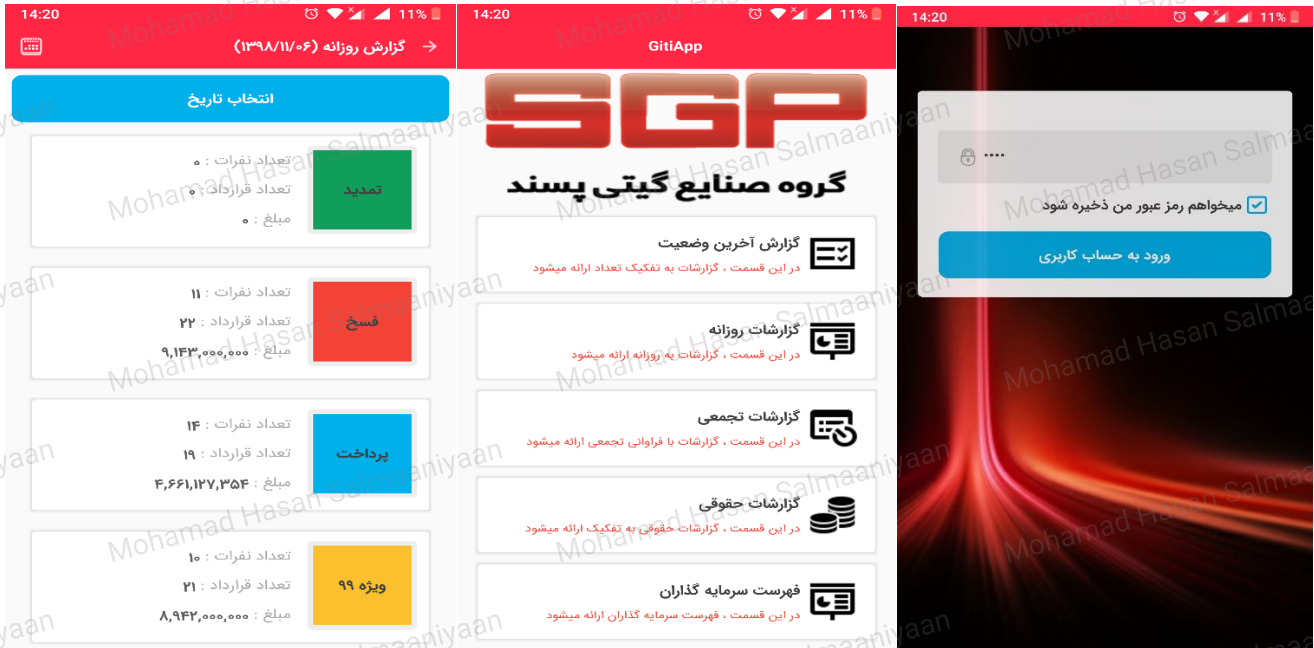 14:20
11%
گزارش روزانه (۱۳۹۸/۱۱/۰۶)
انتخاب تاریخ
تمدید
تعداد نفرات : ۰
تعداد قرارداد : ۰
مبلغ : ۰
فسخ
تعداد نفرات : ۱۱
تعداد قرارداد : ۲۲
مبلغ : ۹,۱۴۳,۰۰۰,۰۰۰
پرداخت
تعداد نفرات : ۱۴
تعداد قرارداد : ۱۹
مبلغ : ۴,۶۶۱,۱۲۷,۳۵۴
ویژه ۹۹
تعداد نفرات : ۱۰
تعداد قرارداد : ۲۱
مبلغ : ۸,۹۴۲,۰۰۰,۰۰۰
14:20
11%
GitiApp
SGP
گروه صنایع گیتی پسند
گزارش آخرین وضعیت
در این قسمت ، گزارشات به تفکیک تعداد ارائه میشود
گزارشات روزانه
در این قسمت ، گزارشات به روزانه ارائه میشود
گزارشات تجمعی
در این قسمت ، گزارشات با فراوانی تجمعی ارائه میشود
گزارشات حقوقی
در این قسمت ، گزارشات حقوقی به تفکیک ارائه میشود
فهرست سرمایه گذاران
در این قسمت ، فهرست سرمایه گذاران ارائه میشود
14:20
11%
میخواهم رمز عبور من ذخیره شود
ورود به حساب کاربری
Mohamad Hasan Salmaaniyaan